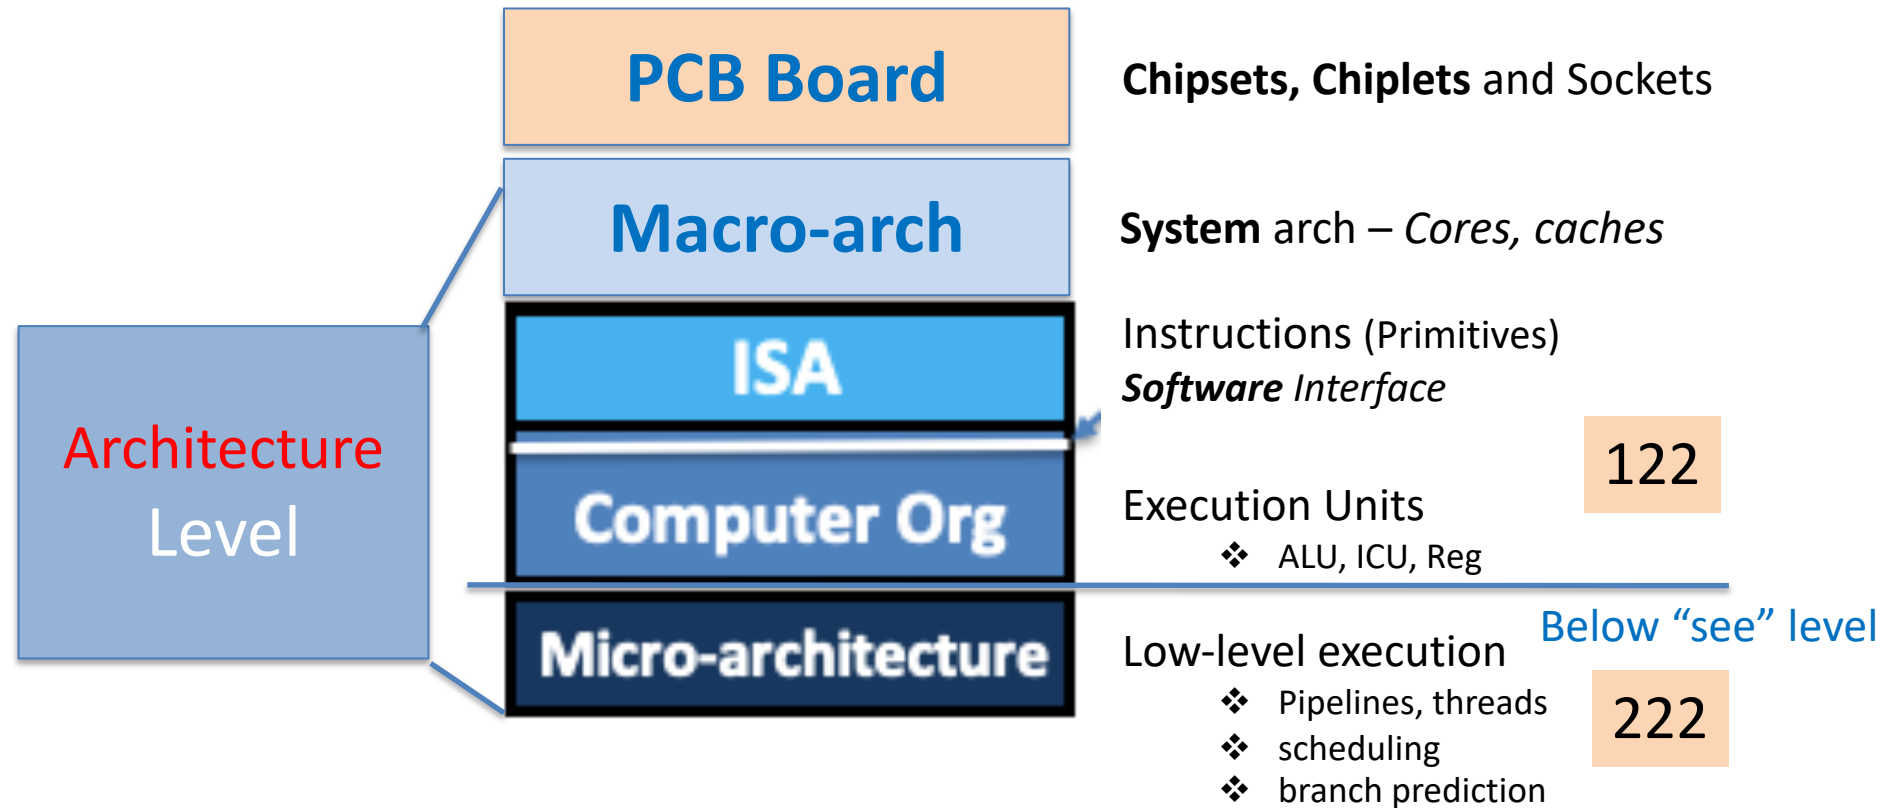 PCB Board
Chipsets, Chiplets and Sockets
Macro-arch
System arch – Cores, caches
ISA
Instructions (Primitives)
Software Interface
Architecture
Level
122
Computer Org
Execution Units
❖ ALU, ICU, Reg
Below “see” level
Micro-architecture
Low-level execution
❖ Pipelines, threads
❖ scheduling
❖ branch prediction
222